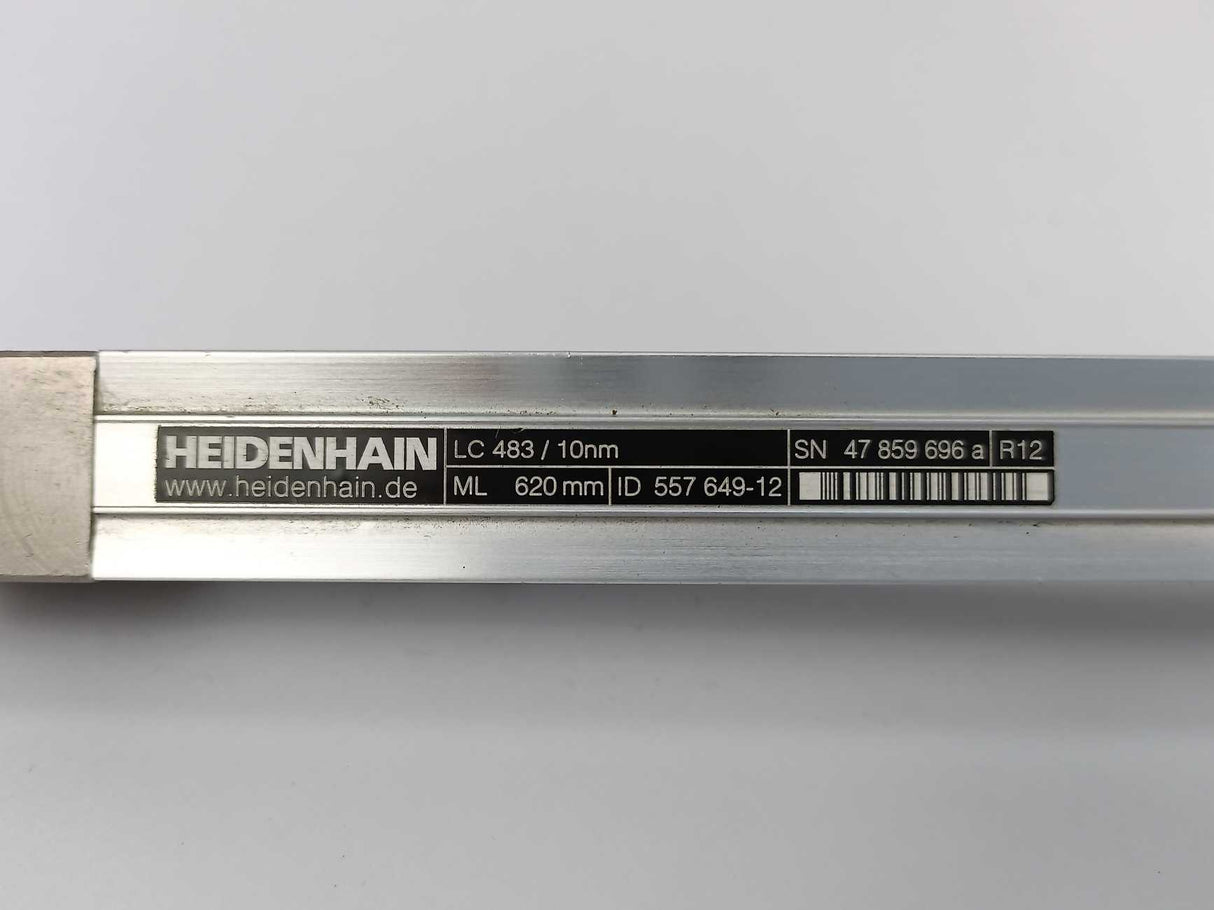 HEIDENHAIN
www.heidenhain.de
LC 483 / 10nm
ML 620 mm
ID 557 649-12
SN 47 859 696 a
R12